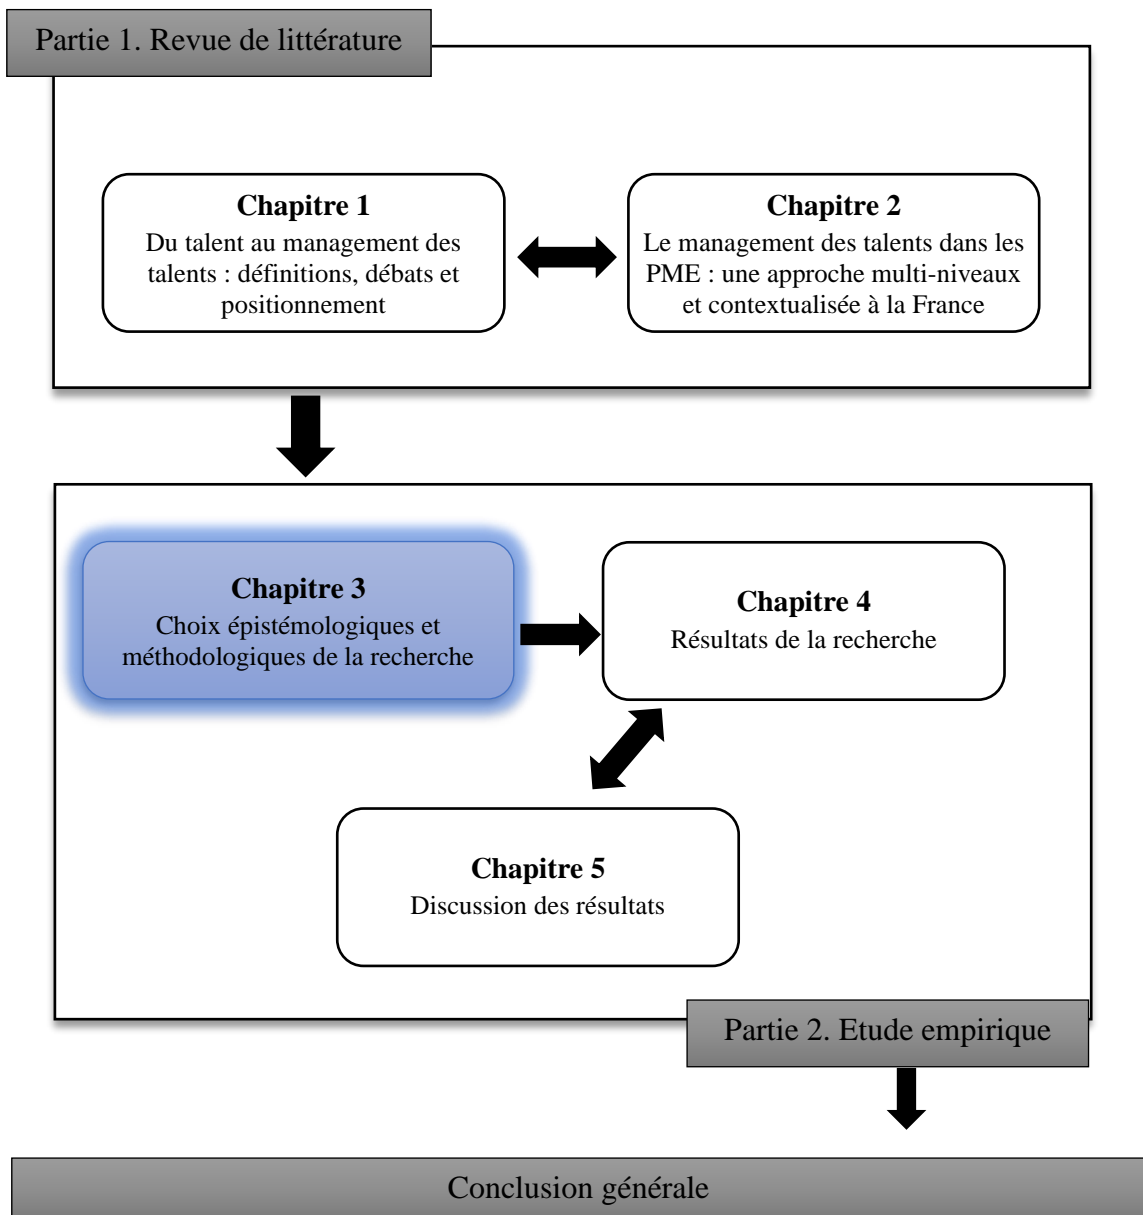 Partie 1. Revue de littérature
Chapitre 1
Du talent au management des
talents : définitions, débats et
positionnement
Chapitre 2
Le management des talents dans les
PME : une approche multi-niveaux
et contextualisée à la France
Chapitre 3
Choix épistémologiques et
méthodologiques de la recherche
Chapitre 4
Résultats de la recherche
Chapitre 5
Discussion des résultats
Partie 2. Etude empirique
Conclusion générale